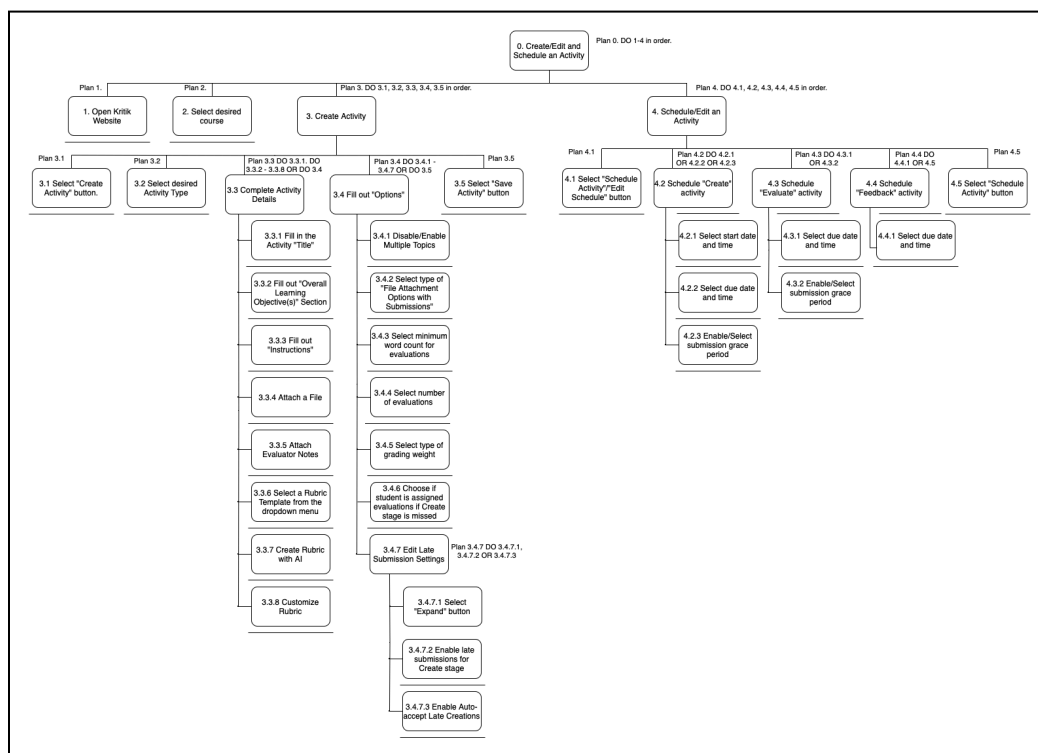 0. Create/Edit and
Schedule an Activity
Plan 0. DO 1-4 in order.
Plan 1.
Plan 2.
Plan 3. DO 3.1, 3.2, 3.3, 3.4, 3.5 in order.
Plan 4. DO 4.1, 4.2, 4.3, 4.4, 4.5 in order.
1. Open Kritik
Website
2. Select desired
course
3. Create Activity
4. Schedule/Edit an
Activity
Plan 3.1
Plan 3.2
Plan 3.3 DO 3.3.1. DO
3.3.2 - 3.3.8 OR DO 3.4
Plan 3.4 DO 3.4.1 -
3.4.7 OR DO 3.5
Plan 3.5
Plan 4.1
Plan 4.2 DO 4.2.1
OR 4.2.2 OR 4.2.3
Plan 4.3 DO 4.3.1
OR 4.3.2
Plan 4.4 DO
4.4.1 OR 4.5
Plan 4.5
3.1 Select "Create
Activity" button.
3.2 Select desired
Activity Type
3.3 Complete Activity
Details
3.4 Fill out "Options"
3.5 Select "Save
Activity" button
4.1 Select "Schedule
Activity"/"Edit
Schedule" button
4.2 Schedule "Create"
activity
4.3 Schedule
"Evaluate" activity
4.4 Schedule
"Feedback" activity
4.5 Select "Schedule
Activity" button
3.3.1 Fill in the
Activity "Title"
3.3.2 Fill out "Overall
Learning
Objective(s)" Section
3.3.3 Fill out
"Instructions"
3.3.4 Attach a File
3.3.5 Attach
Evaluator Notes
3.3.6 Select a Rubric
Template from the
dropdown menu
3.3.7 Create Rubric
with AI
3.3.8 Customize
Rubric
3.4.1 Disable/Enable
Multiple Topics
3.4.2 Select type of
"File Attachment
Options with
Submissions"
3.4.3 Select minimum
word count for
evaluations
3.4.4 Select number
of evaluations
3.4.5 Select type of
grading weight
3.4.6 Choose if
student is assigned
evaluations if Create
stage is missed
3.4.7 Edit Late
Submission Settings
Plan 3.4.7 DO 3.4.7.1,
3.4.7.2 OR 3.4.7.3
3.4.7.1 Select
"Expand" button
3.4.7.2 Enable late
submissions for
Create stage
3.4.7.3 Enable Auto-
accept Late Creations
4.2.1 Select start date
and time
4.2.2 Select due date
and time
4.2.3 Enable/Select
submission grace
period
4.3.1 Select due date
and time
4.3.2 Enable/Select
submission grace
period
4.4.1 Select due date
and time